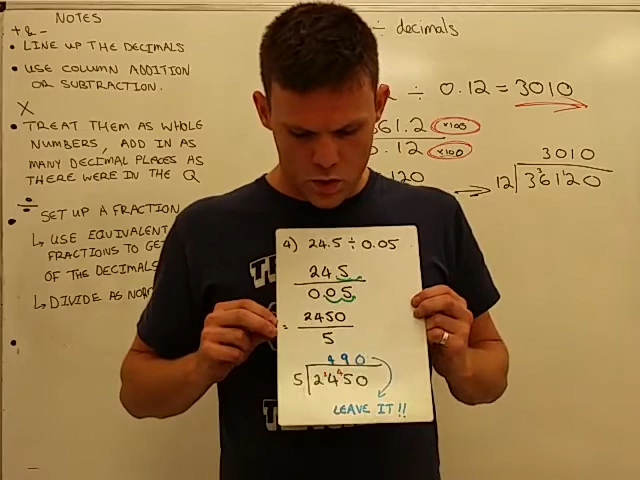 NOTES
+ & -
• LINE UP THE DECIMALS
• USE COLUMN ADDITION
OR SUBTRACTION.
X
• TREAT THEM AS WHOLE
NUMBERS, ADD IN AS
MANY DECIMAL PLACES AS
THERE WERE IN THE Q
÷
• SET UP A FRACTION
↳ USE EQUIVALENT
FRACTIONS TO GET
OF THE DECIMALS
↳ DIVIDE AS
÷ decimals
÷ 0.12 = 3010
61.2 ×100
.12 ×100
120
3010
12 36120
4) 24.5 ÷ 0.05
24.5
0.05
= 2450
5
490
5 2450
LEAVE IT!!